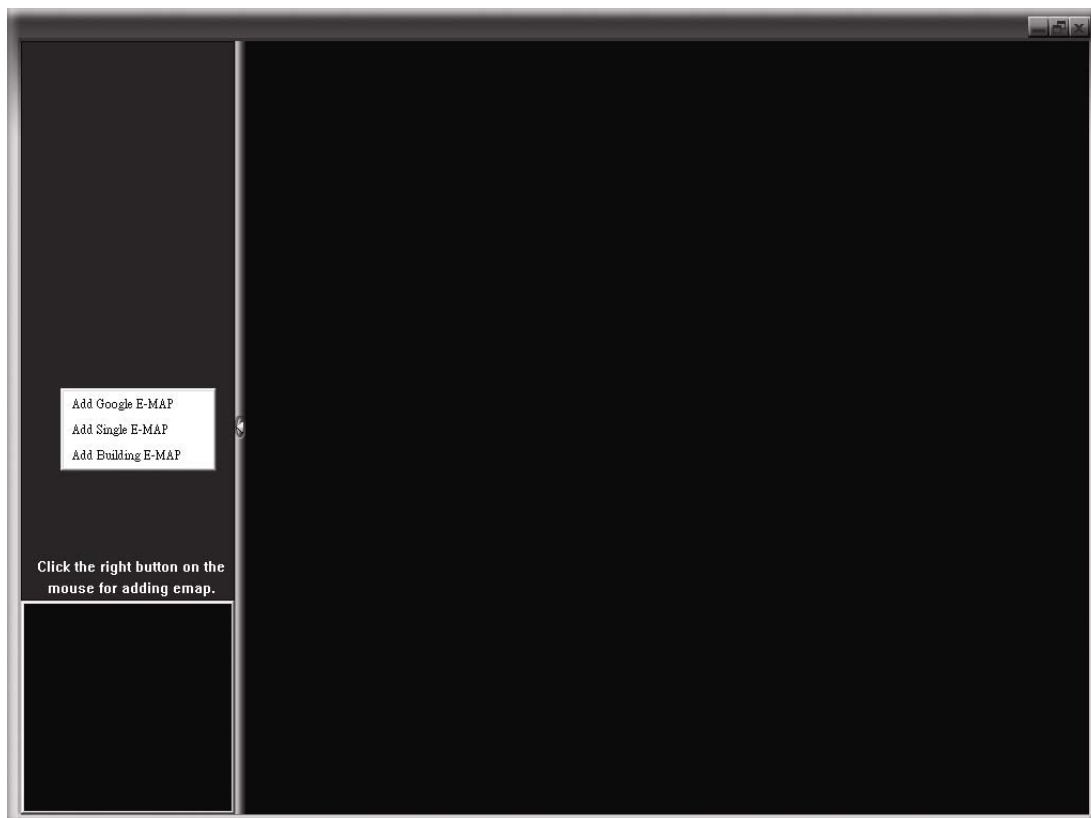 Add Google E-MAP
Add Single E-MAP
Add Building E-MAP
Click the right button on the
mouse for adding emap.